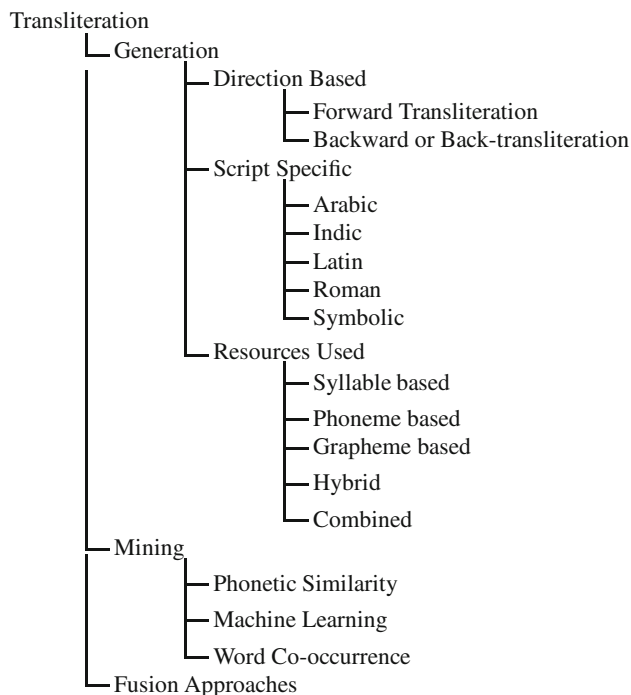 Transliteration
Generation
Direction Based
Forward Transliteration
Backward or Back-transliteration
Script Specific
Arabic
Indic
Latin
Roman
Symbolic
Resources Used
Syllable based
Phoneme based
Grapheme based
Hybrid
Combined
Mining
Phonetic Similarity
Machine Learning
Word Co-occurrence
Fusion Approaches